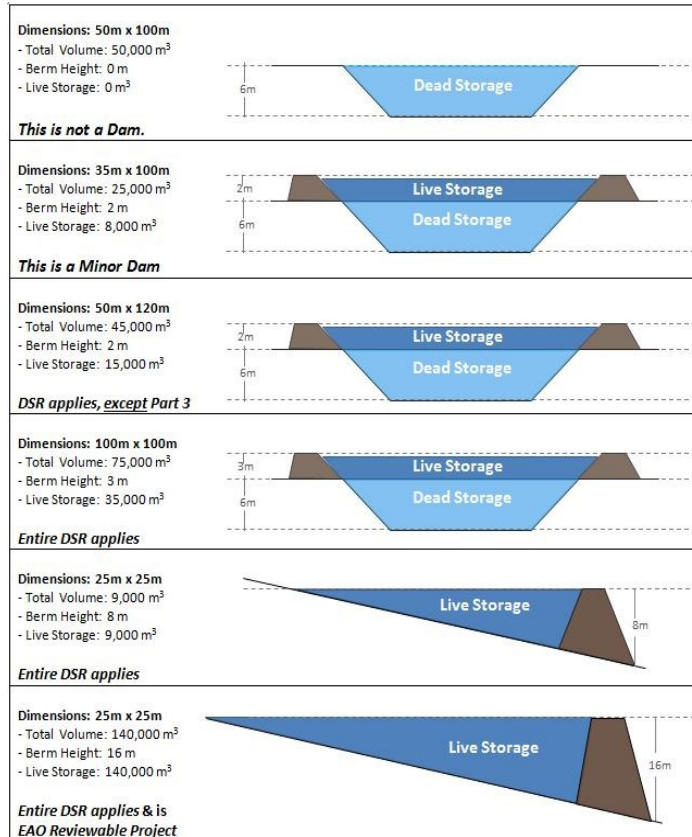 Dimensions: 50m x 100m
- Total Volume: 50,000 m³
- Berm Height: 0 m
- Live Storage: 0 m³
This is not a Dam.
6m
Dead Storage
Dimensions: 35m x 100m
- Total Volume: 25,000 m³
- Berm Height: 2 m
- Live Storage: 8,000 m³
This is a Minor Dam
2m
Live Storage
6m
Dead Storage
Dimensions: 50m x 120m
- Total Volume: 45,000 m³
- Berm Height: 2 m
- Live Storage: 15,000 m³
DSR applies, except Part 3
2m
Live Storage
6m
Dead Storage
Dimensions: 100m x 100m
- Total Volume: 75,000 m³
- Berm Height: 3 m
- Live Storage: 35,000 m³
Entire DSR applies
3m
Live Storage
6m
Dead Storage
Dimensions: 25m x 25m
- Total Volume: 9,000 m³
- Berm Height: 8 m
- Live Storage: 9,000 m³
Entire DSR applies
Live Storage
8m
Dimensions: 25m x 25m
- Total Volume: 140,000 m³
- Berm Height: 16 m
- Live Storage: 140,000 m³
Entire DSR applies & is
EAO Reviewable Project
Live Storage
16m